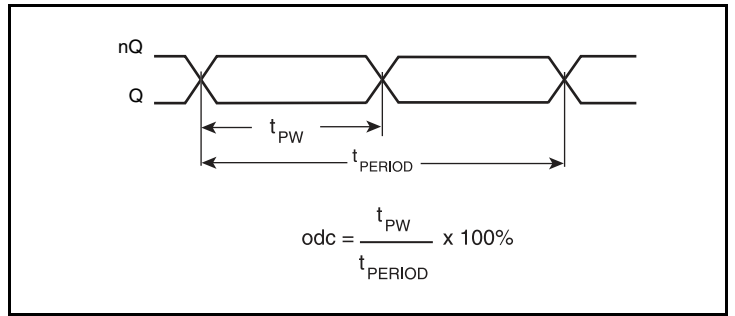 nQ
Q
tPW
tPERIOD
odc = tPW / tPERIOD x 100%